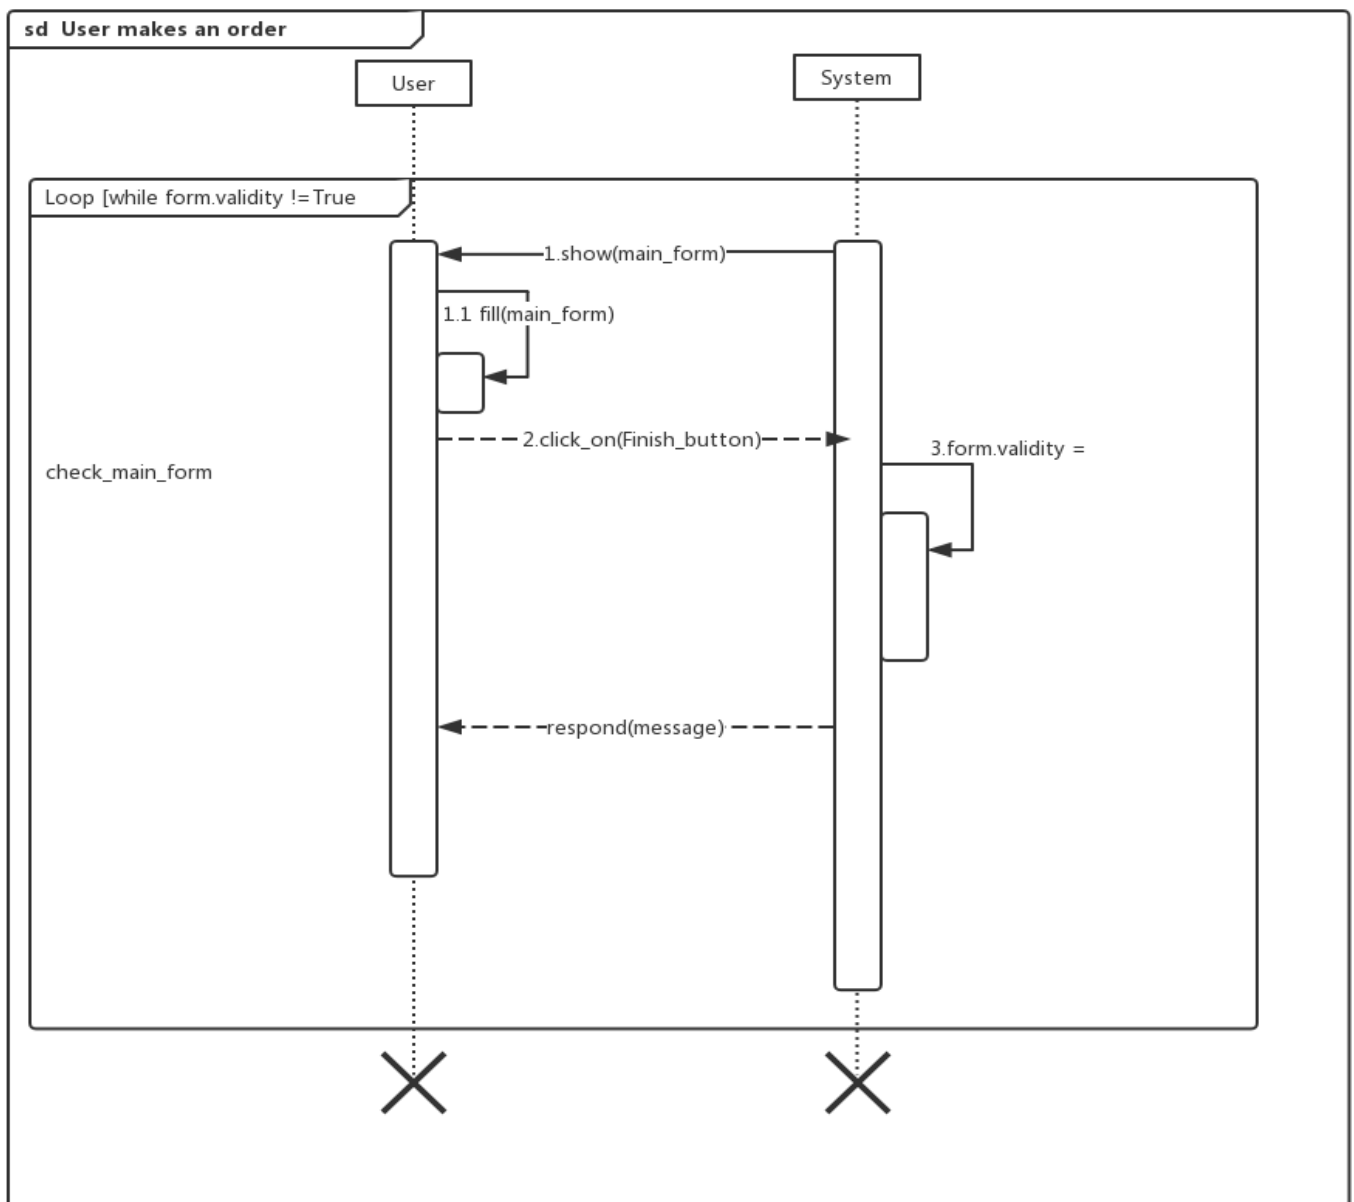 sd  User makes an order
User
System
Loop [while form.validity !=True
1.show(main_form)
1.1 fill(main_form)
2.click_on(Finish_button)
3.form.validity =
check_main_form
respond(message)